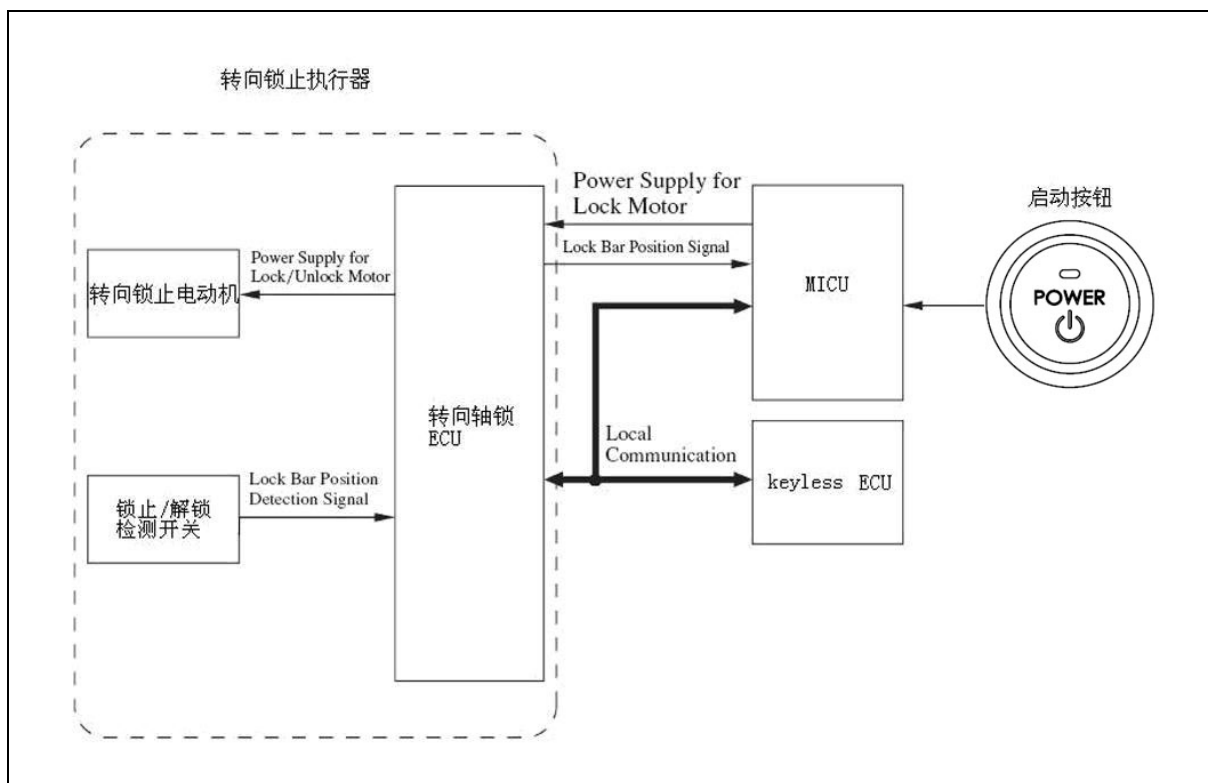 转向锁止执行器
Power Supply for
Lock Motor
Lock Bar Position Signal
启动按钮
POWER
MICU
Power Supply for
Lock/Unlock Motor
转向锁止电动机
转向轴锁
ECU
Local
Communication
keyless ECU
Lock Bar Position
Detection Signal
锁止/解锁
检测开关